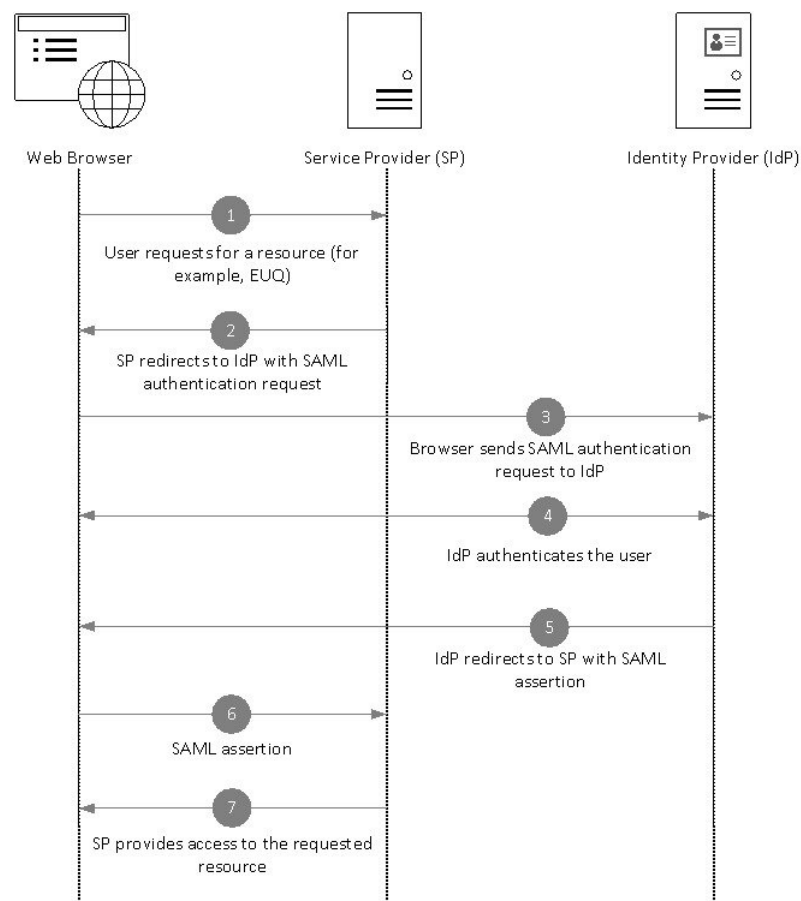 Web Browser
Service Provider (SP)
Identity Provider (IdP)
1
User requests for a resource (for
example, EUQ)
2
SP redirects to IdP with SAML
authentication request
3
Browser sends SAML authentication
request to IdP
4
IdP authenticates the user
5
IdP redirects to SP with SAML
assertion
6
SAML assertion
7
SP provides access to the requested
resource